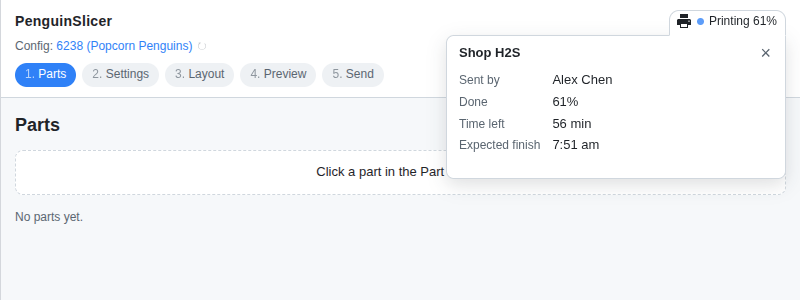 PenguinSlicer
Printing 61%
Config: 6238 (Popcorn Penguins)
1. Parts
2. Settings
3. Layout
4. Preview
5. Send
Shop H2S
×
Sent by Alex Chen
Done 61%
Time left 56 min
Expected finish 7:51 am
Parts
Click a part in the Part
No parts yet.